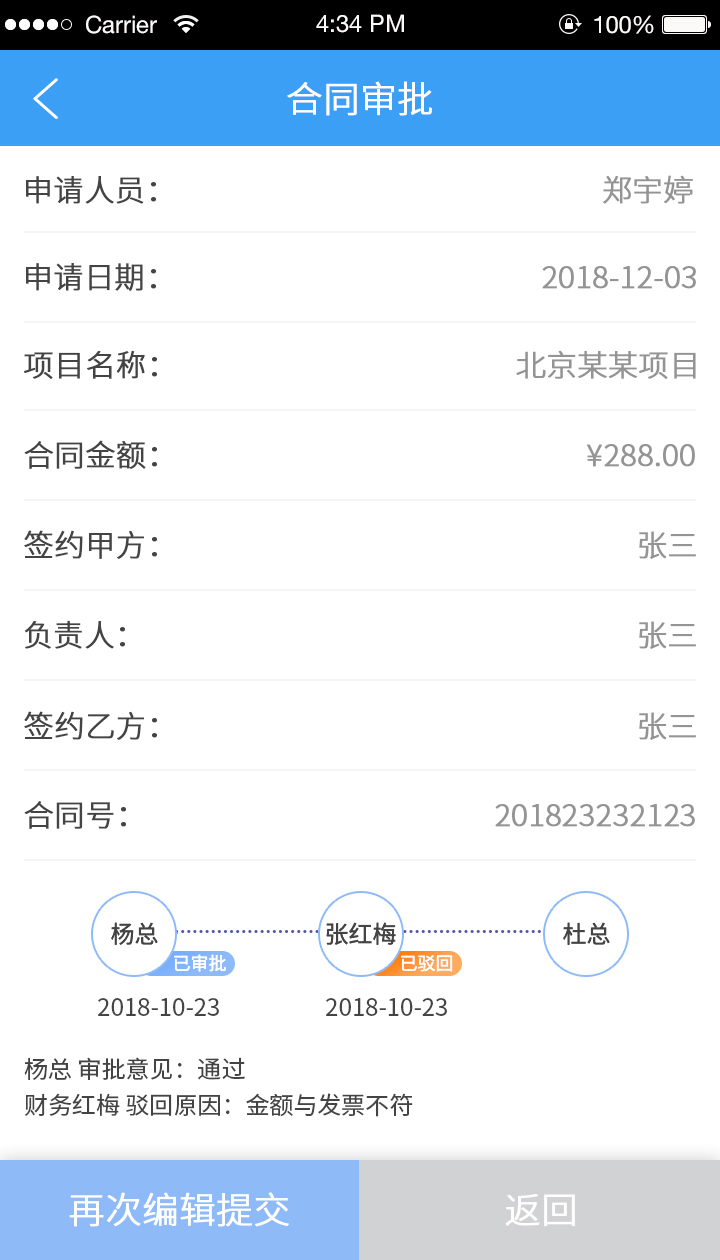 Carrier 4:34 PM 100%
合同审批
申请人员： 郑宇婷
申请日期： 2018-12-03
项目名称： 北京某某项目
合同金额： ¥288.00
签约甲方： 张三
负责人： 张三
签约乙方： 张三
合同号： 201823232123
杨总 张红梅 杜总
已审批 已驳回
2018-10-23 2018-10-23
杨总 审批意见：通过
财务红梅 驳回原因：金额与发票不符
再次编辑提交 返回